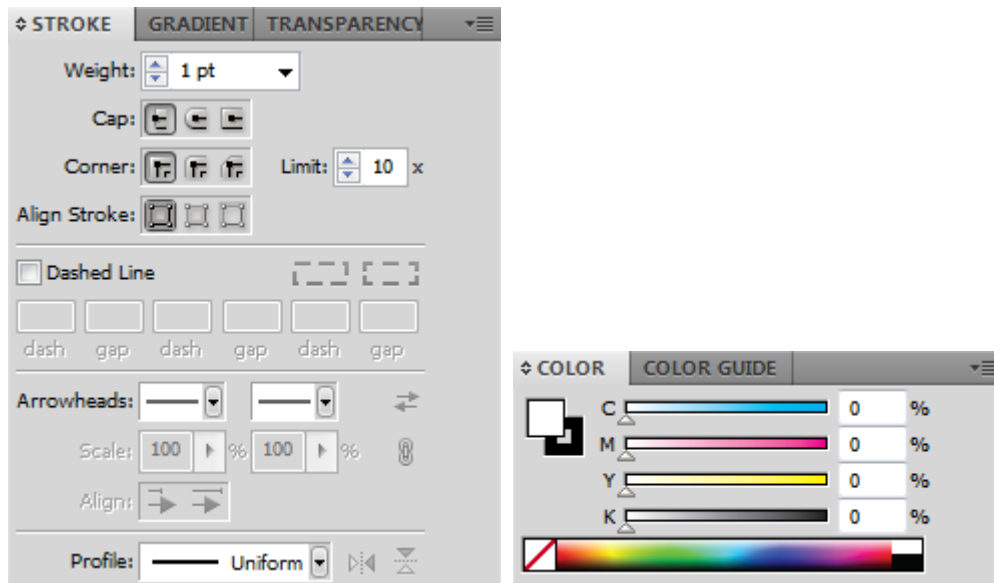 STROKE GRADIENT TRANSPARENCY
Weight: 1 pt
Cap:
Corner: Limit: 10 x
Align Stroke:
Dashed Line
dash gap dash gap dash gap
Arrowheads:
Scale: 100 % 100 %
Align:
Profile: Uniform
COLOR COLOR GUIDE
C 0 %
M 0 %
Y 0 %
K 0 %